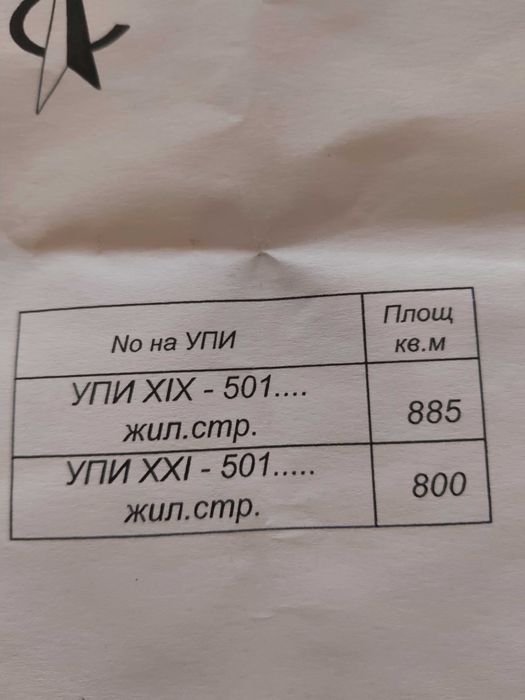 No на УПИ
Площ
кв.м
УПИ XIX - 501....
жил.стр.
885
УПИ XXI - 501.....
жил.стр.
800